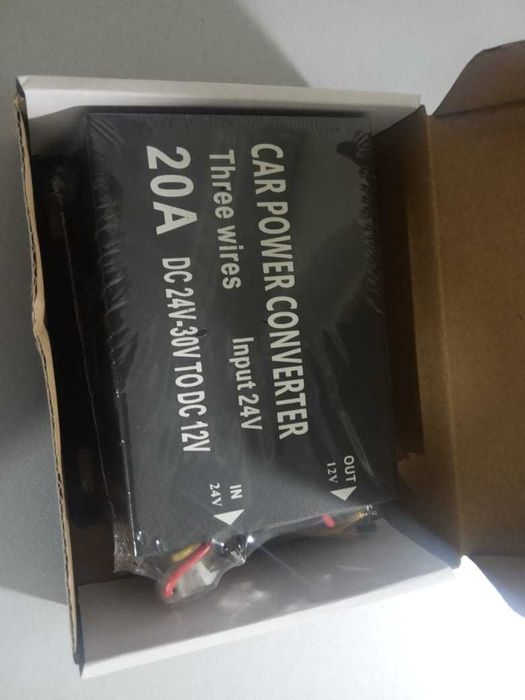 CAR POWER CONVERTER
Three wires Input 24V
20A DC 24V-30V TO DC 12V
OUT
12V
IN
24V